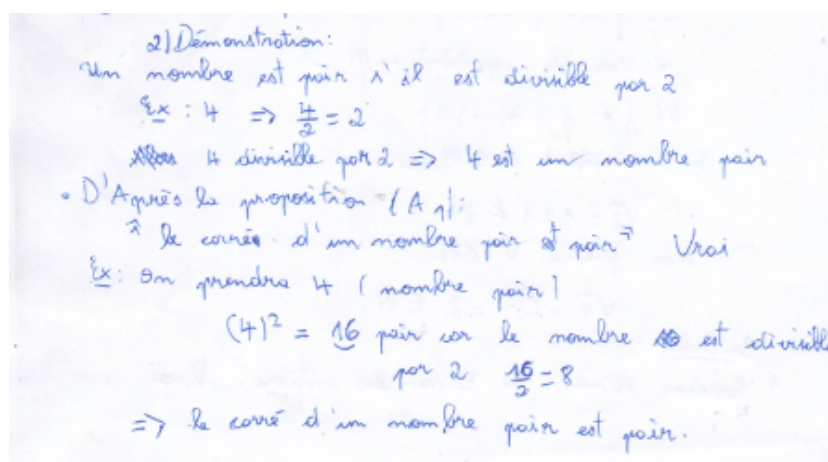 2) Démonstration:
Un nombre est pair s'il est divisible par 2
Ex : 4 => 4/2 = 2
4 divisible par 2 => 4 est un nombre pair
• D'Après la proposition (A 1):
" le carrée d'un nombre pair est pair " Vrai
Ex: on prendra 4 ( nombre pair )
(4)² = 16 pair car le nombre est divisible
par 2 16/2 = 8
=> le carré d'un nombre pair est pair.